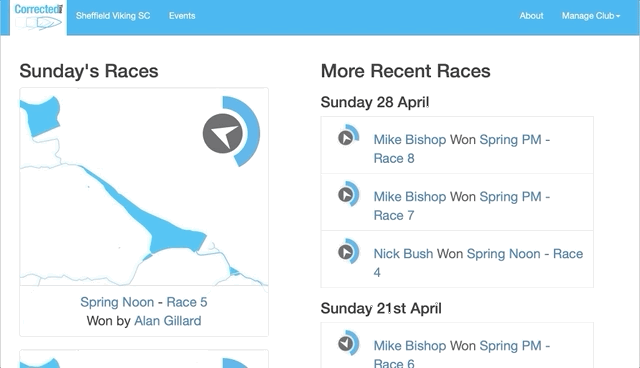 Corrected
Sheffield Viking SC
Events
About
Manage Club
Sunday's Races
Spring Noon - Race 5
Won by Alan Gillard
More Recent Races
Sunday 28 April
Mike Bishop Won Spring PM -
Race 8
Mike Bishop Won Spring PM -
Race 7
Nick Bush Won Spring Noon - Race
4
Sunday 21st April
Mike Bishop Won Spring PM -
Race 6